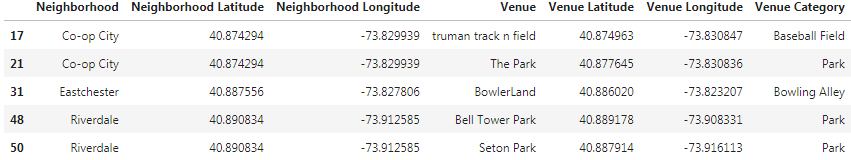 Neighborhood Neighborhood Latitude Neighborhood Longitude Venue Venue Latitude Venue Longitude Venue Category
17 Co-op City 40.874294 -73.829939 truman track n field 40.874963 -73.830847 Baseball Field
21 Co-op City 40.874294 -73.829939 The Park 40.877645 -73.830836 Park
31 Eastchester 40.887556 -73.827806 BowlerLand 40.886020 -73.823207 Bowling Alley
48 Riverdale 40.890834 -73.912585 Bell Tower Park 40.889178 -73.908331 Park
50 Riverdale 40.890834 -73.912585 Seton Park 40.887914 -73.916113 Park